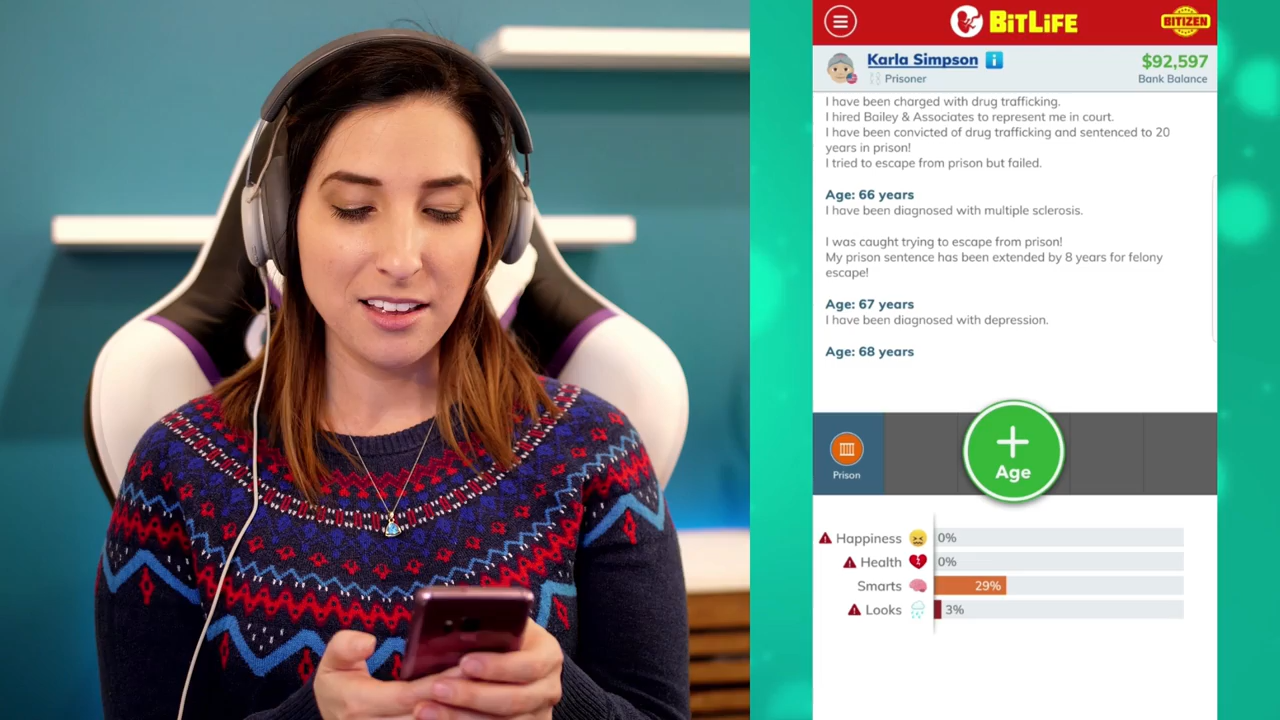 BITLIFE
BITIZEN
Karla Simpson
$92,597
Prisoner
Bank Balance
I have been charged with drug trafficking.
I hired Bailey & Associates to represent me in court.
I have been convicted of drug trafficking and sentenced to 20
years in prison!
I tried to escape from prison but failed.
Age: 66 years
I have been diagnosed with multiple sclerosis.
I was caught trying to escape from prison!
My prison sentence has been extended by 8 years for felony
escape!
Age: 67 years
I have been diagnosed with depression.
Age: 68 years
Prison
Age
Happiness 0%
Health 0%
Smarts 29%
Looks 3%